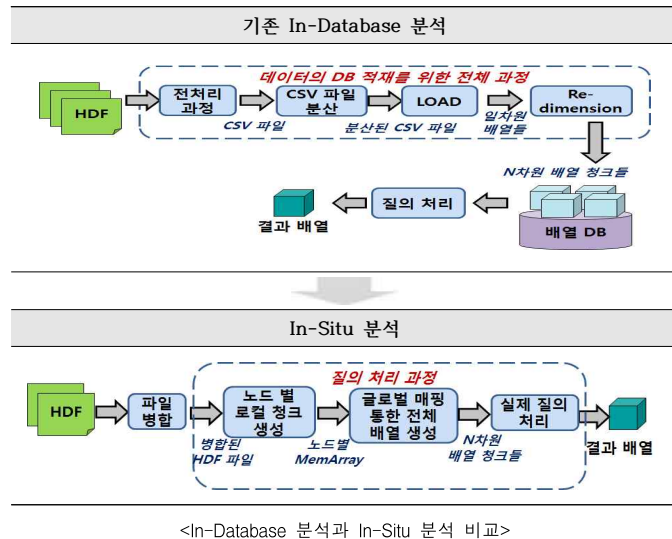 기존 In-Database 분석
데이터의 DB 적재를 위한 전체 과정
HDF
전처리
과정
CSV 파일
CSV 파일
분산
분산된 CSV 파일
LOAD
일차원
배열들
Re-
dimension
N차원 배열 청크들
배열 DB
질의 처리
결과 배열
In-Situ 분석
질의 처리 과정
HDF
파일
병합
병합된
HDF 파일
노드 별
로컬 청크
생성
노드별
MemArray
글로벌 매핑
통한 전체
배열 생성
N차원
배열 청크들
실제 질의
처리
결과 배열
<In-Database 분석과 In-Situ 분석 비교>